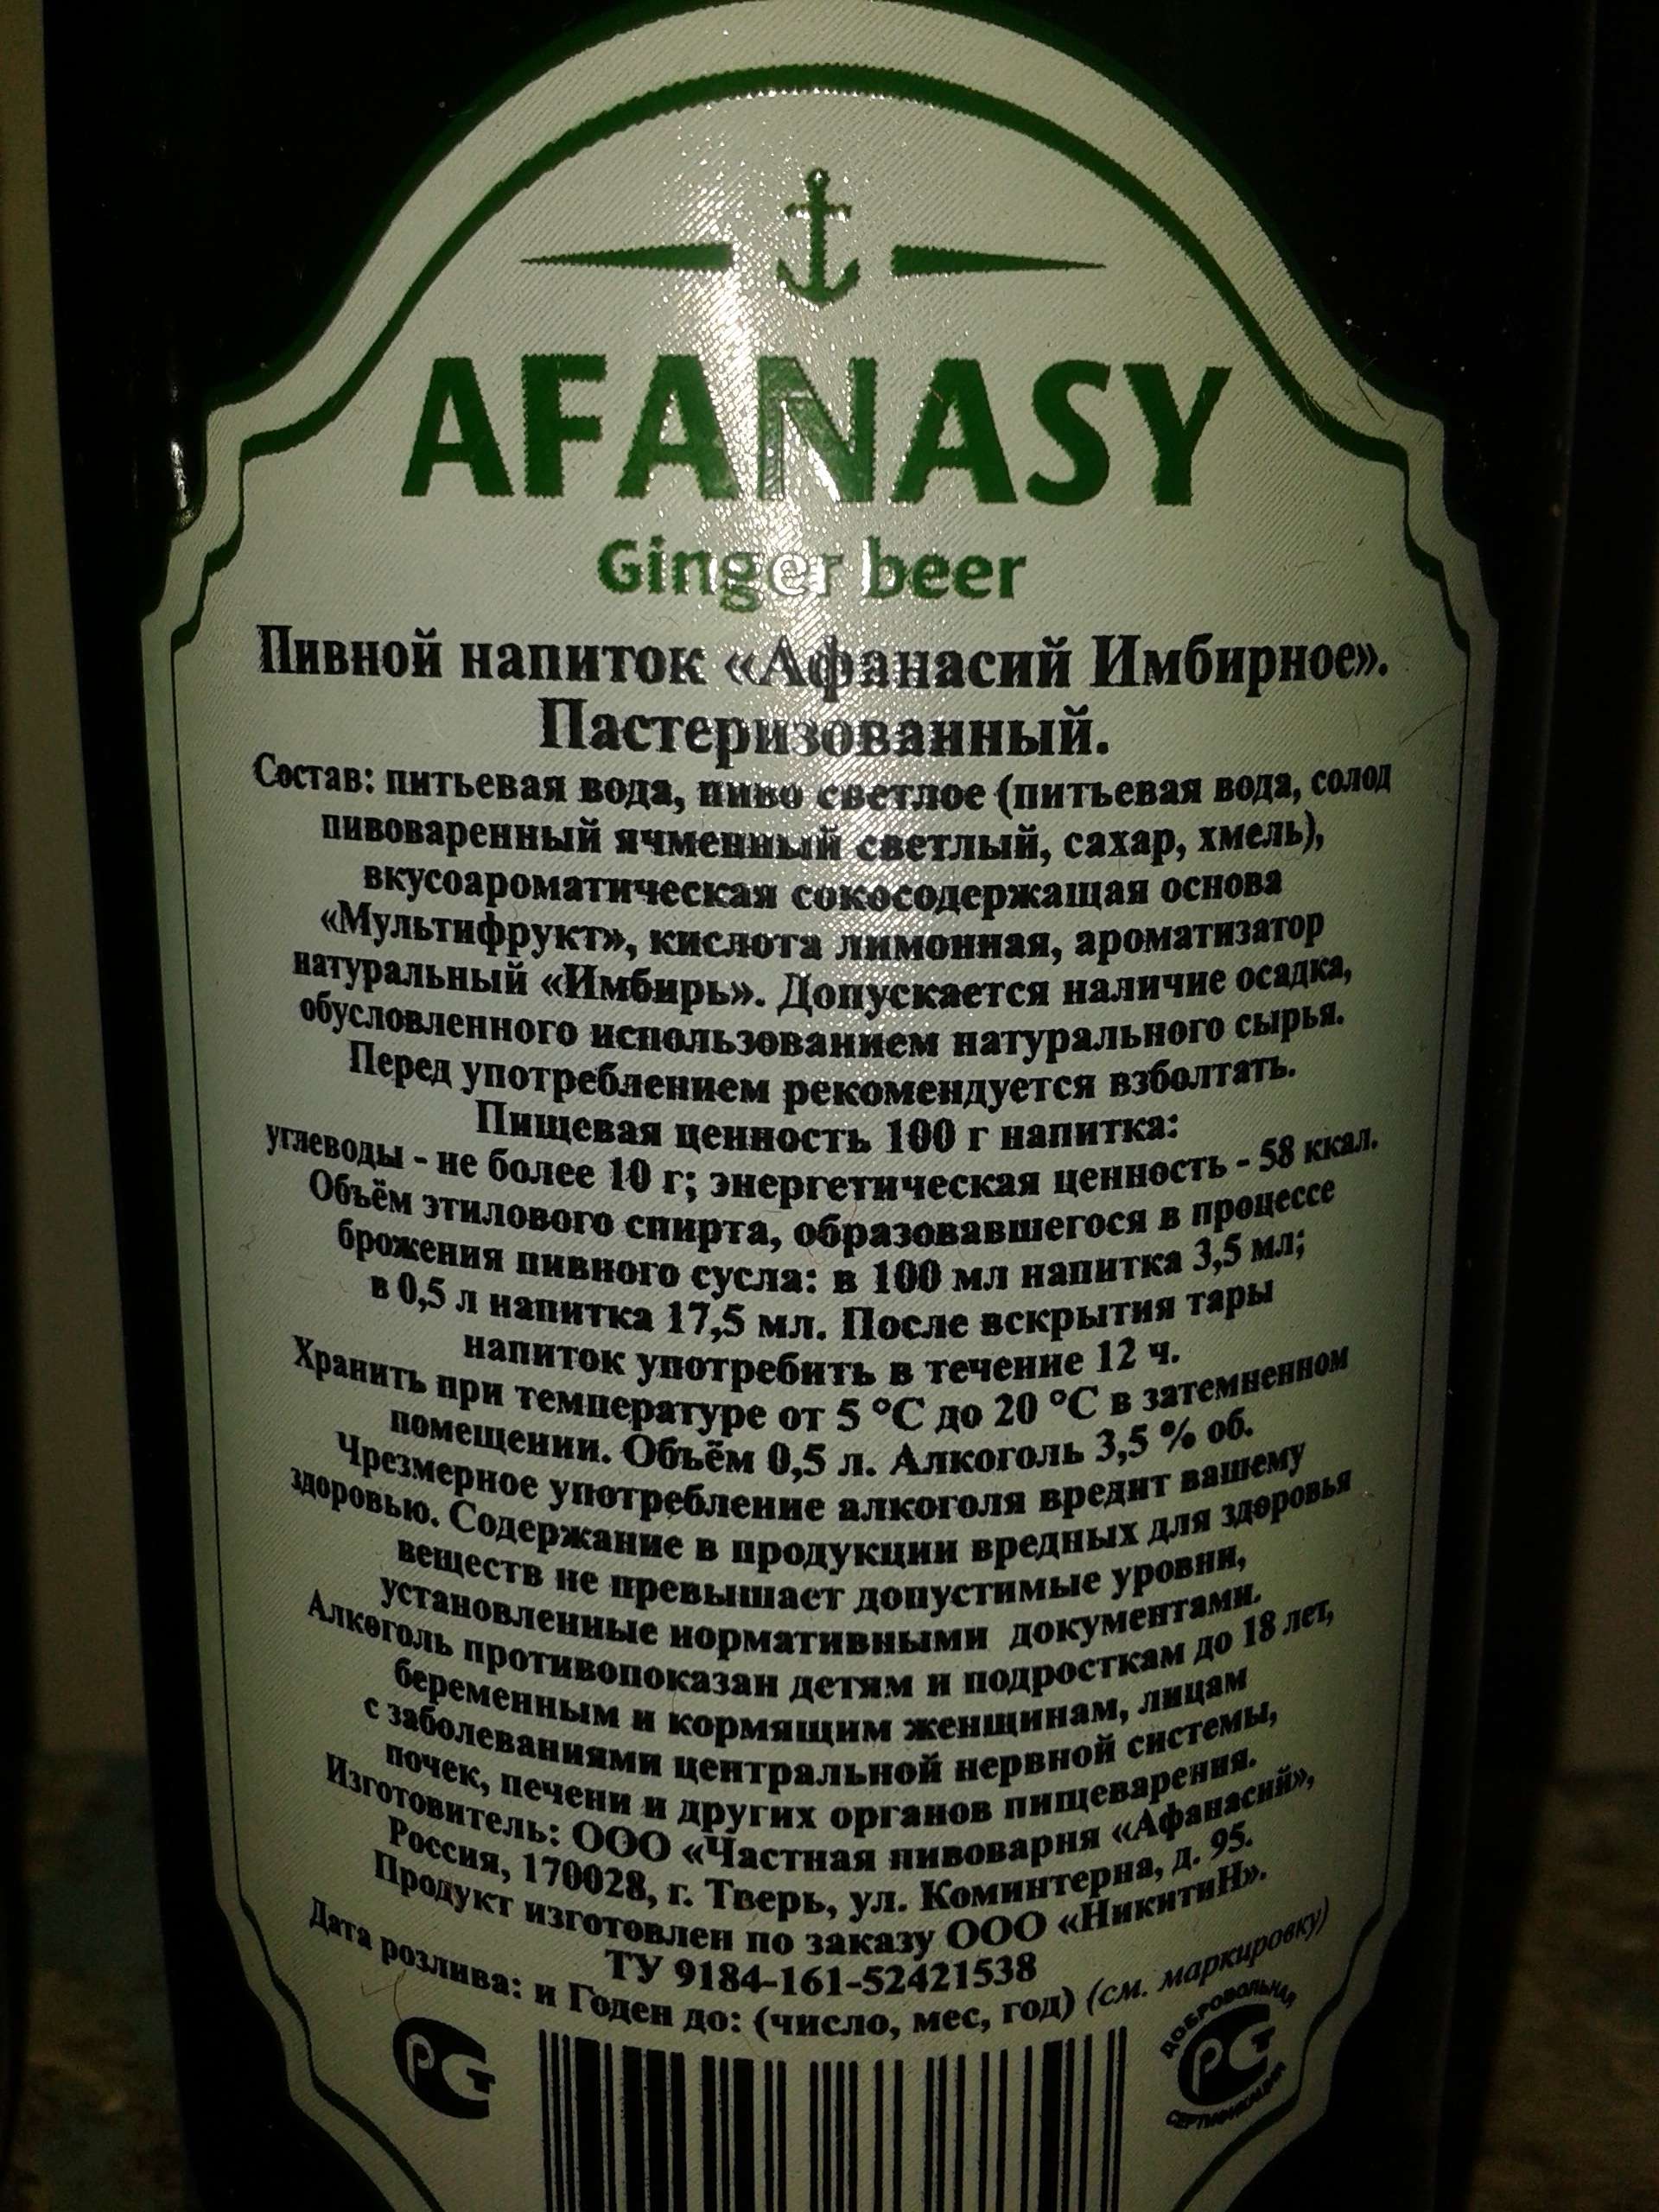 AFANASY
Ginger beer
Пивной напиток «Афанасий Имбирное».
Пастеризованный.
Состав: питьевая вода, пиво светлое (питьевая вода, солод
пивоваренный ячменный светлый, сахар, хмель),
вкусоароматическая сокосодержащая основа
«Мультифрукт», кислота лимонная, ароматизатор
натуральный «Имбирь». Допускается наличие осадка,
обусловленного использованием натурального сырья.
Перед употреблением рекомендуется взболтать.
Пищевая ценность 100 г напитка:
углеводы - не более 10 г; энергетическая ценность - 58 ккал.
Объём этилового спирта, образовавшегося в процессе
брожения пивного сусла: в 100 мл напитка 3,5 мл;
в 0,5 л напитка 17,5 мл. После вскрытия тары
напиток употребить в течение 12 ч.
Хранить при температуре от 5 °C до 20 °C в затемненном
помещении. Объём 0,5 л. Алкоголь 3,5 % об.
Чрезмерное употребление алкоголя вредит вашему
здоровью. Содержание в продукции вредных для здоровья
веществ не превышает допустимые уровни,
установленные нормативными документами.
Алкоголь противопоказан детям и подросткам до 18 лет,
беременным и кормящим женщинам, лицам
с заболеваниями центральной нервной системы,
почек, печени и других органов пищеварения.
Изготовитель: ООО «Частная пивоварня «Афанасий»,
Россия, 170028, г. Тверь, ул. Коминтерна, д. 95.
Продукт изготовлен по заказу ООО «НикитиН».
ТУ 9184-161-52421538
Дата розлива: и Годен до: (число, мес, год) (см. маркировку)
РСТ
ДОБРОВОЛЬНАЯ
РСТ
СЕРТИФИКАЦИЯ